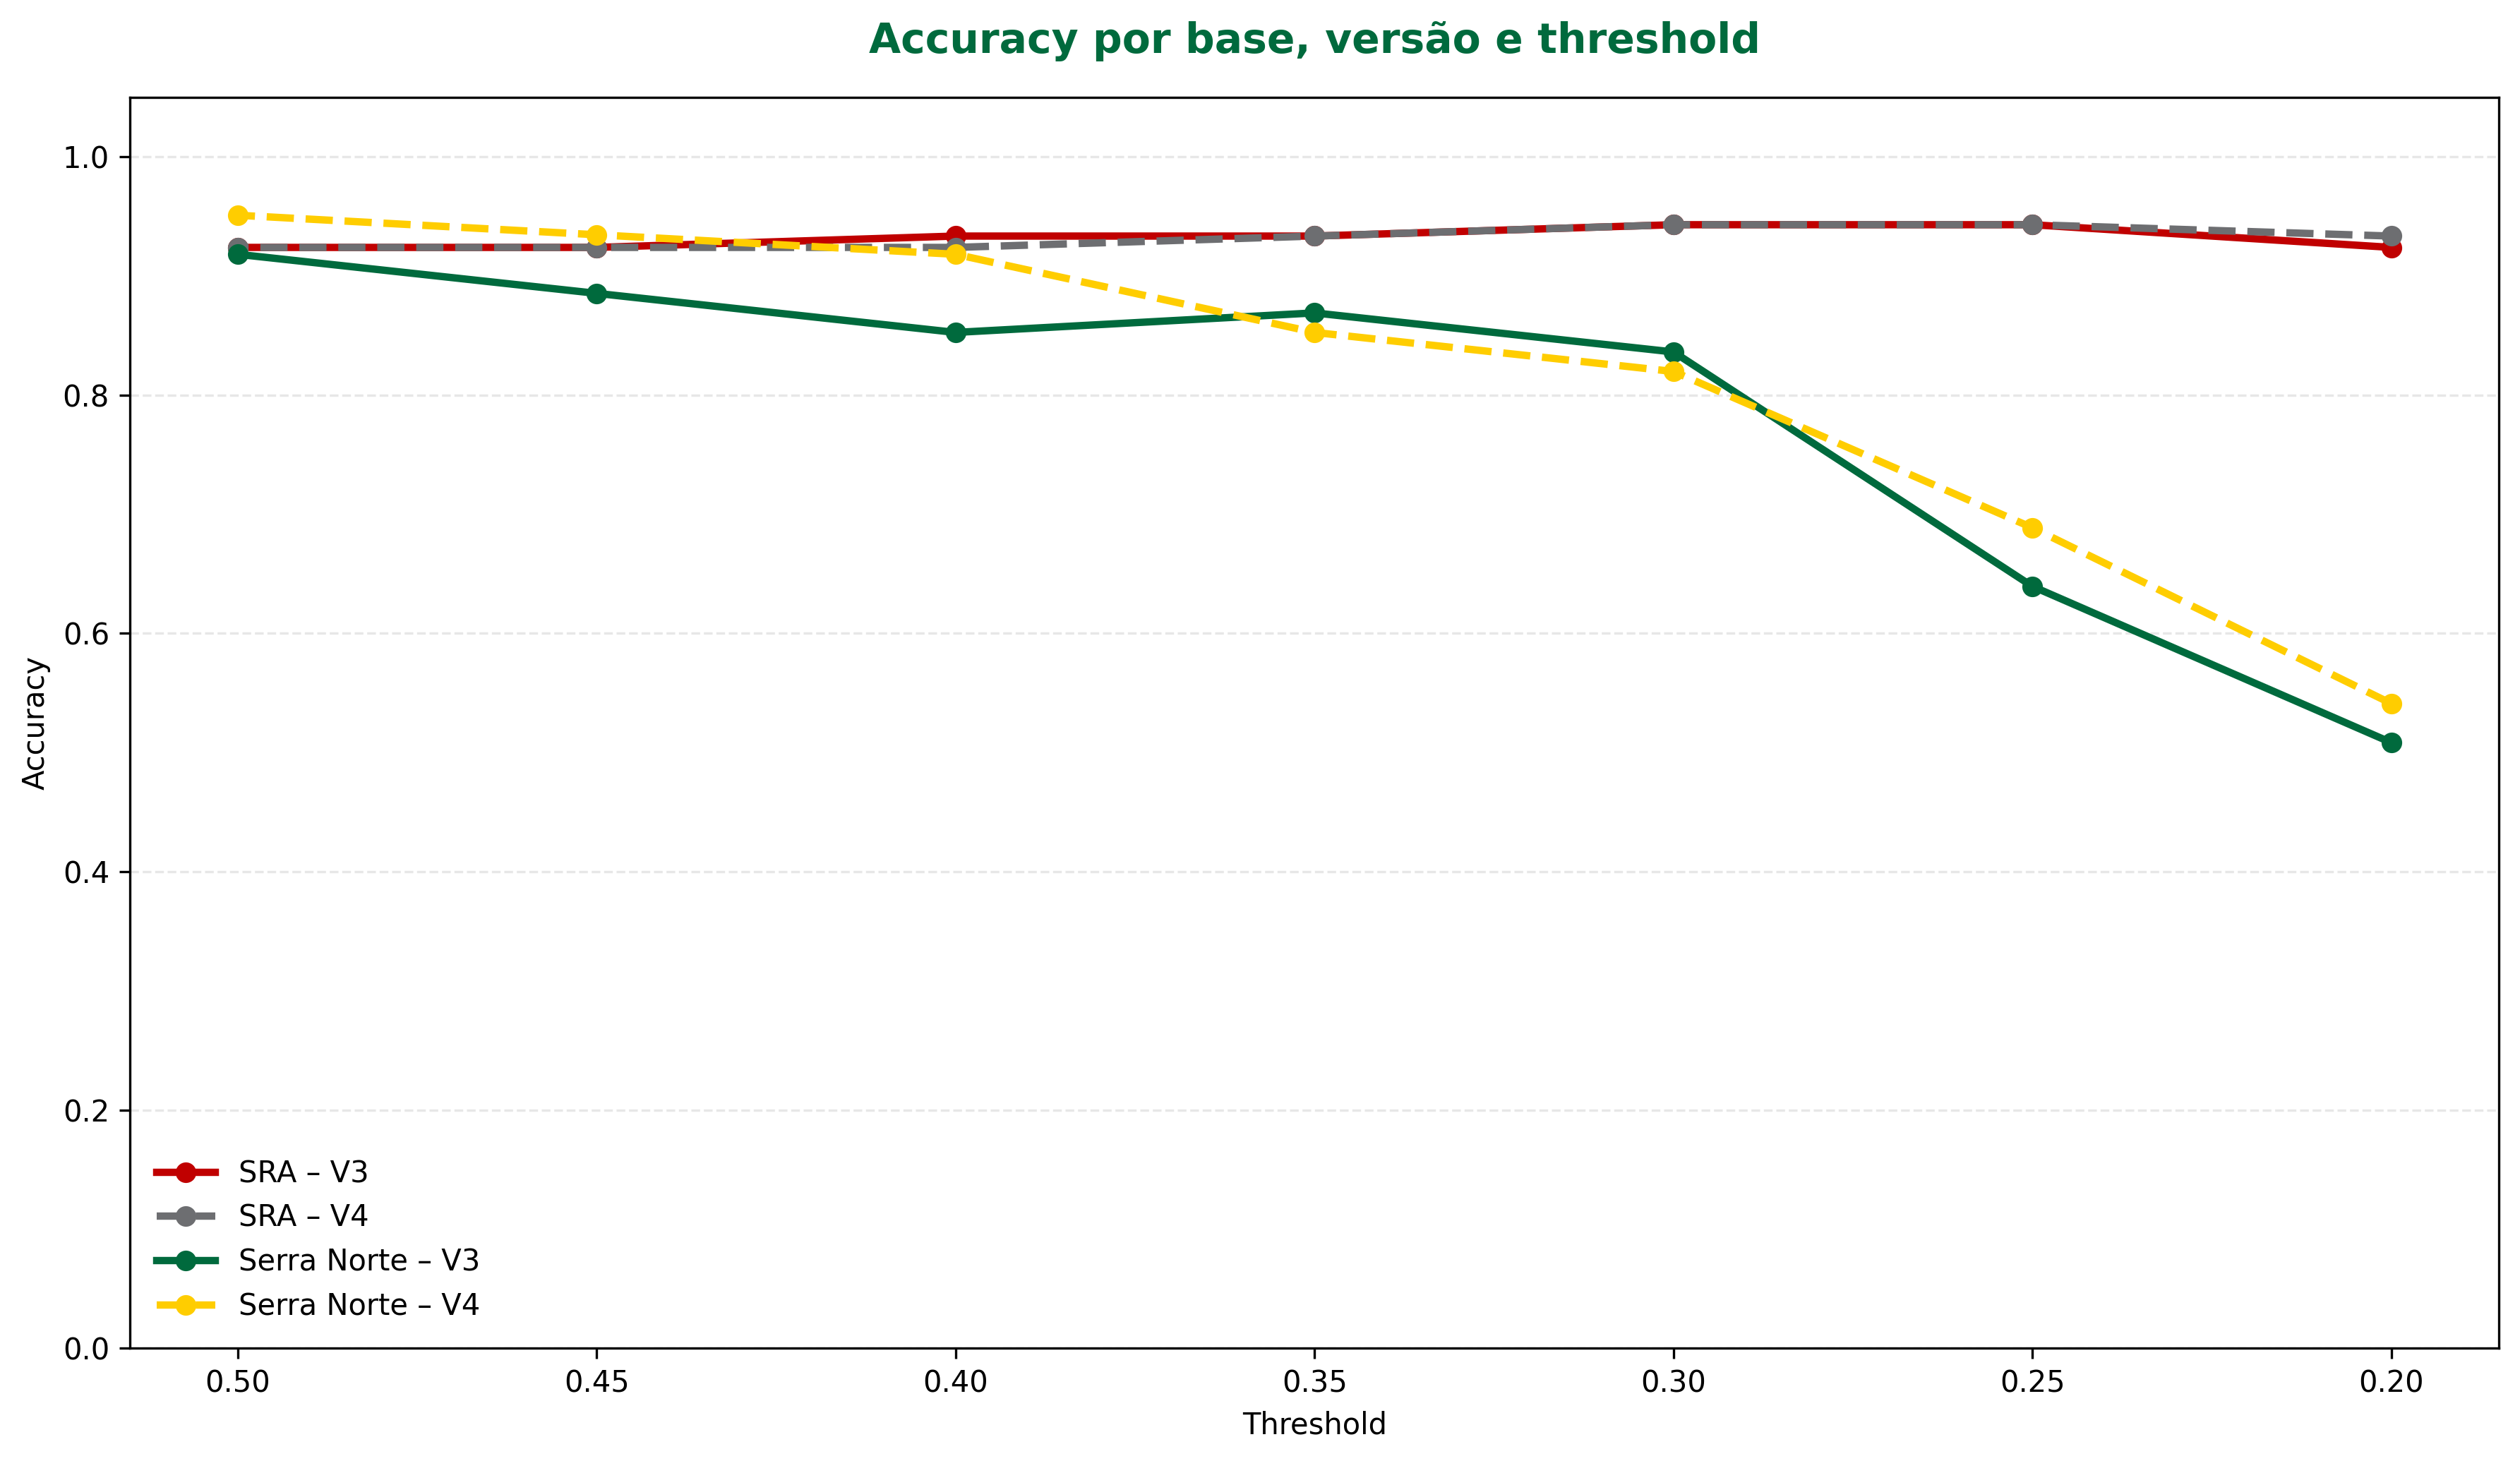 Accuracy por base, versão e threshold
1.0
0.8
0.6
0.4
0.2
0.0
Accuracy
SRA – V3
SRA – V4
Serra Norte – V3
Serra Norte – V4
0.50 0.45 0.40 0.35 0.30 0.25 0.20
Threshold